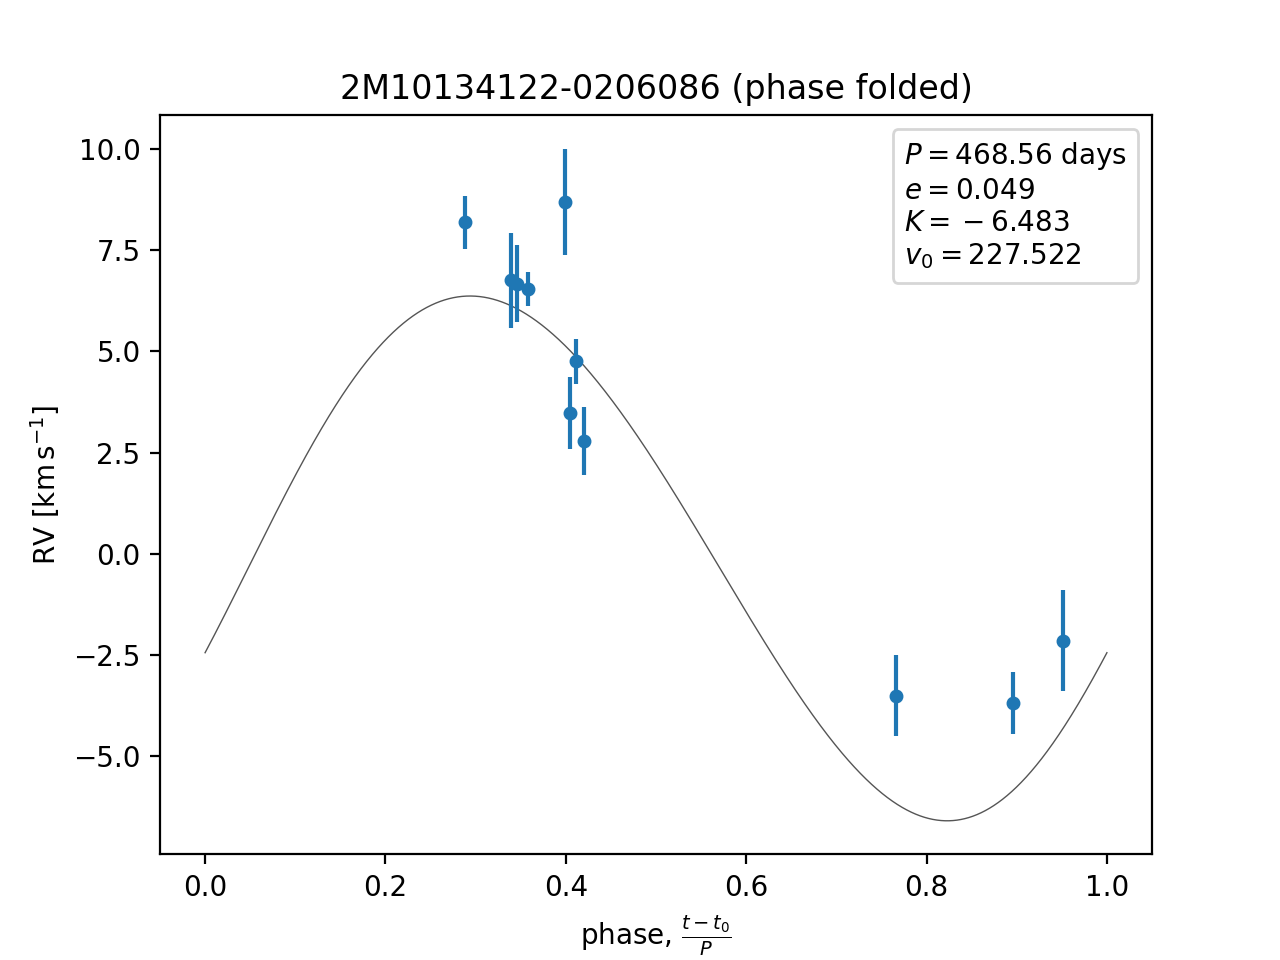 2M10134122-0206086 (phase folded)
P = 468.56 days
e = 0.049
K = −6.483
v₀ = 227.522
10.0
7.5
5.0
2.5
0.0
−2.5
−5.0
RV [km s⁻¹]
0.0 0.2 0.4 0.6 0.8 1.0
phase, (t − t₀)/P